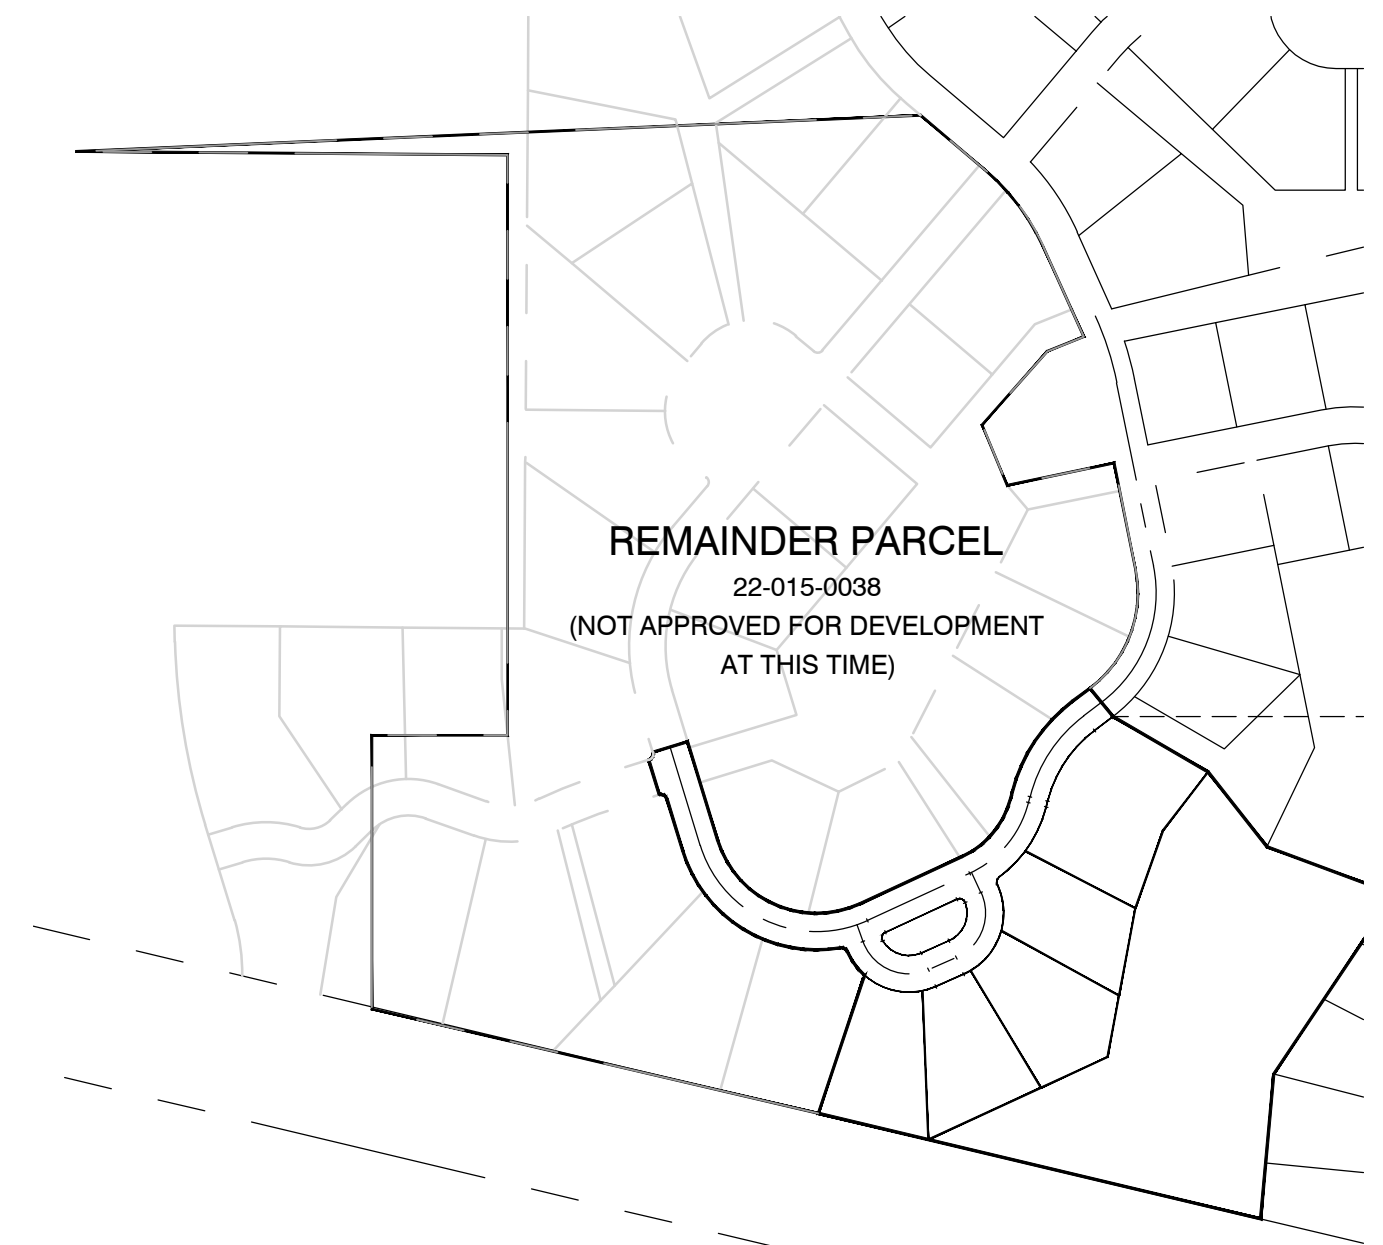 REMAINDER PARCEL
22-015-0038
(NOT APPROVED FOR DEVELOPMENT
AT THIS TIME)